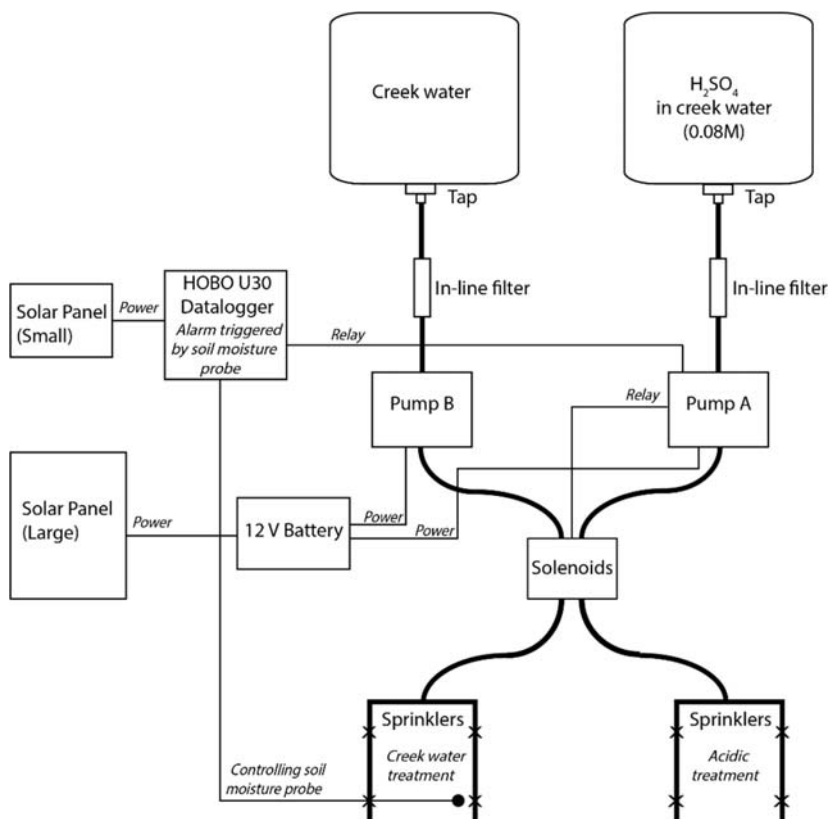 Creek water
H₂SO₄
in creek water
(0.08M)
Tap
Tap
In-line filter
In-line filter
HOBO U30
Datalogger
Alarm triggered
by soil moisture
probe
Solar Panel
(Small)
Power
Relay
Pump B
Relay
Pump A
Solar Panel
(Large)
Power
12 V Battery
Power
Power
Solenoids
Sprinklers
Creek water
treatment
Sprinklers
Acidic
treatment
Controlling soil
moisture probe